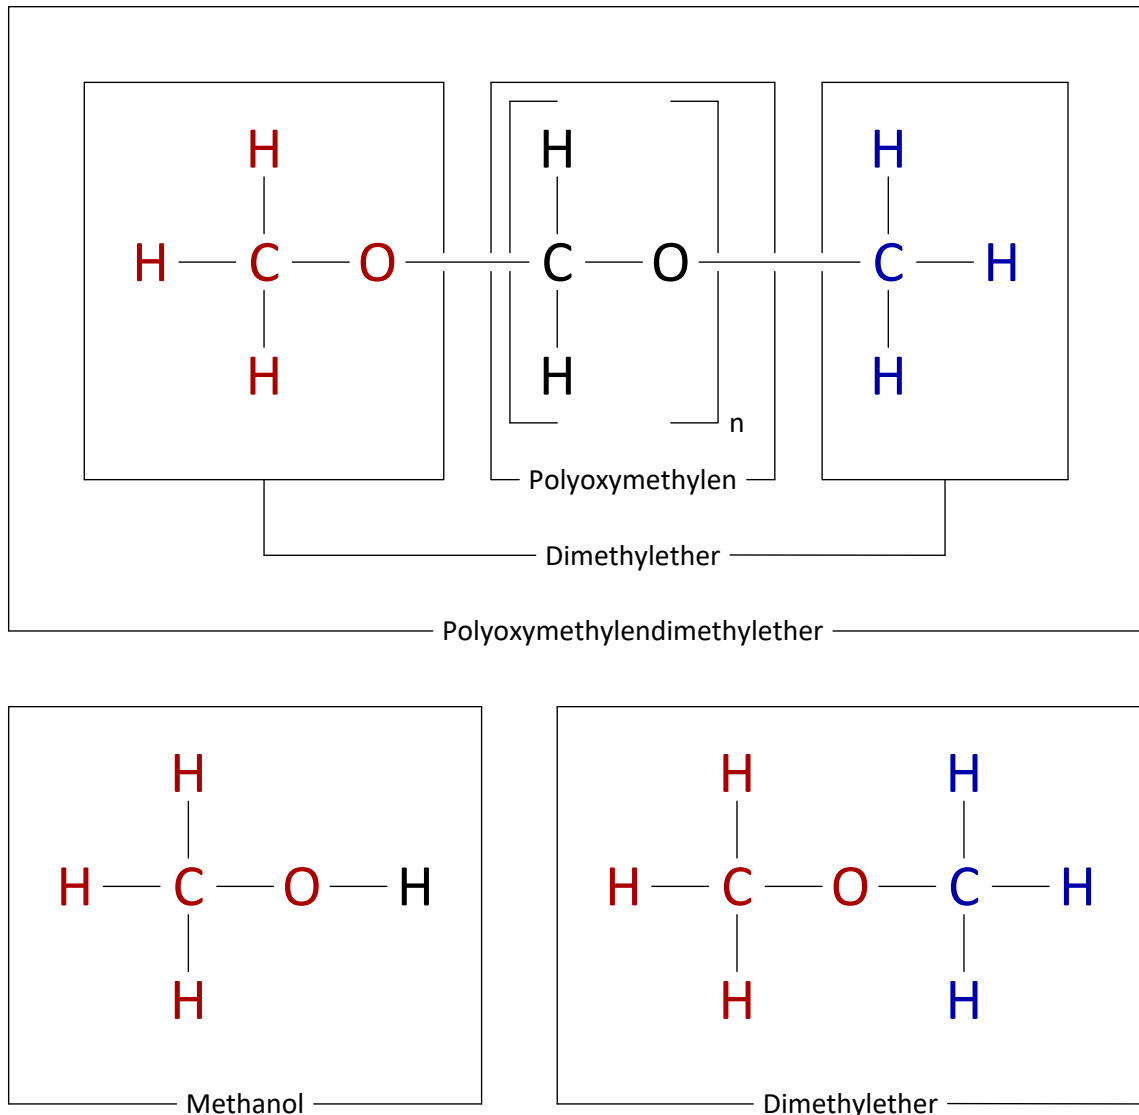 H H H
H C O C O C H
H H H
n
Polyoxymethylen
Dimethylether
Polyoxymethylendimethylether
H H H
H C O H H C O C H
H H H
Methanol Dimethylether